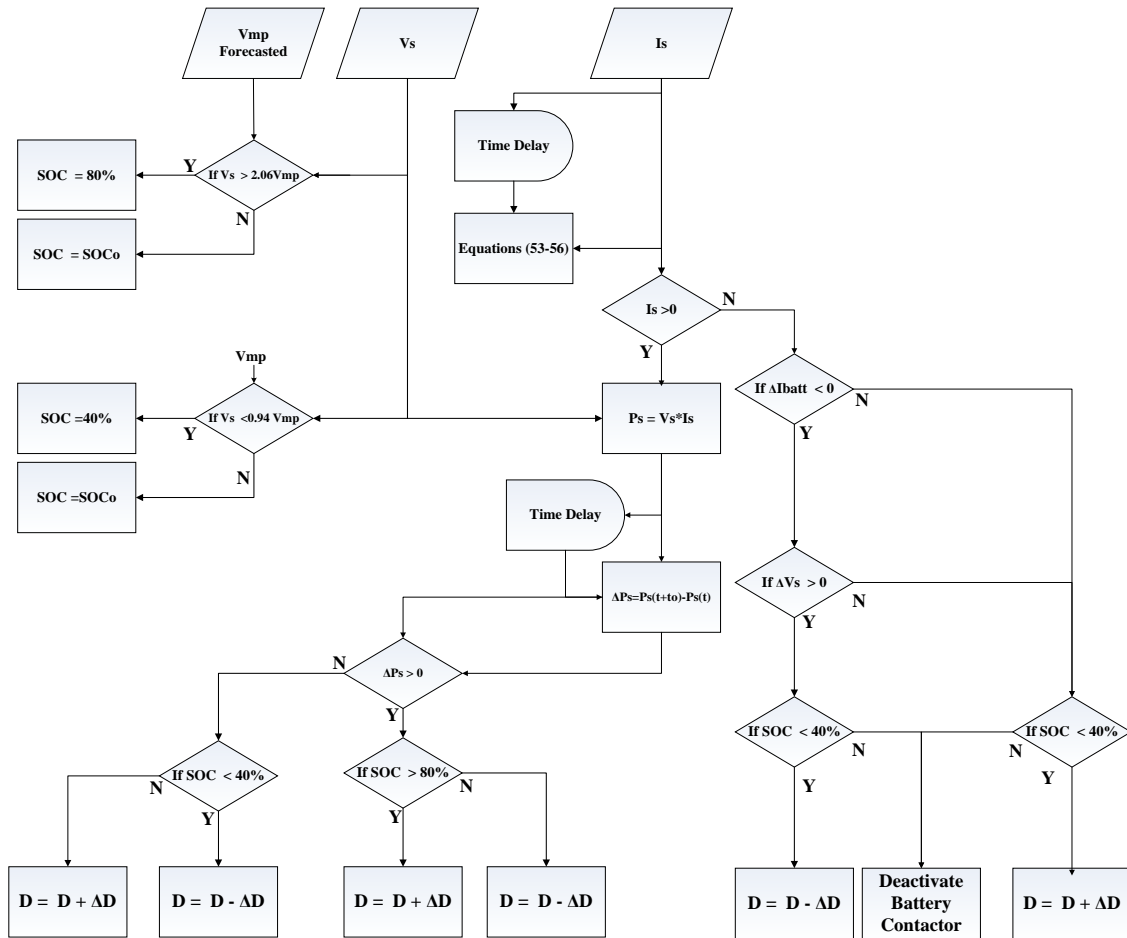 Vmp
Forecasted
Vs
Is
Time Delay
SOC = 80%
Y
If Vs > 2.06Vmp
N
SOC = SOCo
Equations (53-56)
Is >0
N
Y
Vmp
If ΔIbatt < 0
N
Y
SOC =40%
Y
If Vs <0.94 Vmp
N
Ps = Vs*Is
SOC =SOCo
Time Delay
If ΔVs > 0
N
Y
ΔPs=Ps(t+to)-Ps(t)
N
ΔPs > 0
Y
If SOC < 40%
N
Y
N
If SOC < 40%
Y
N
If SOC < 40%
Y
If SOC > 80%
N
Y
D = D + ΔD
D = D - ΔD
D = D + ΔD
D = D - ΔD
D = D - ΔD
Deactivate
Battery
Contactor
D = D + ΔD